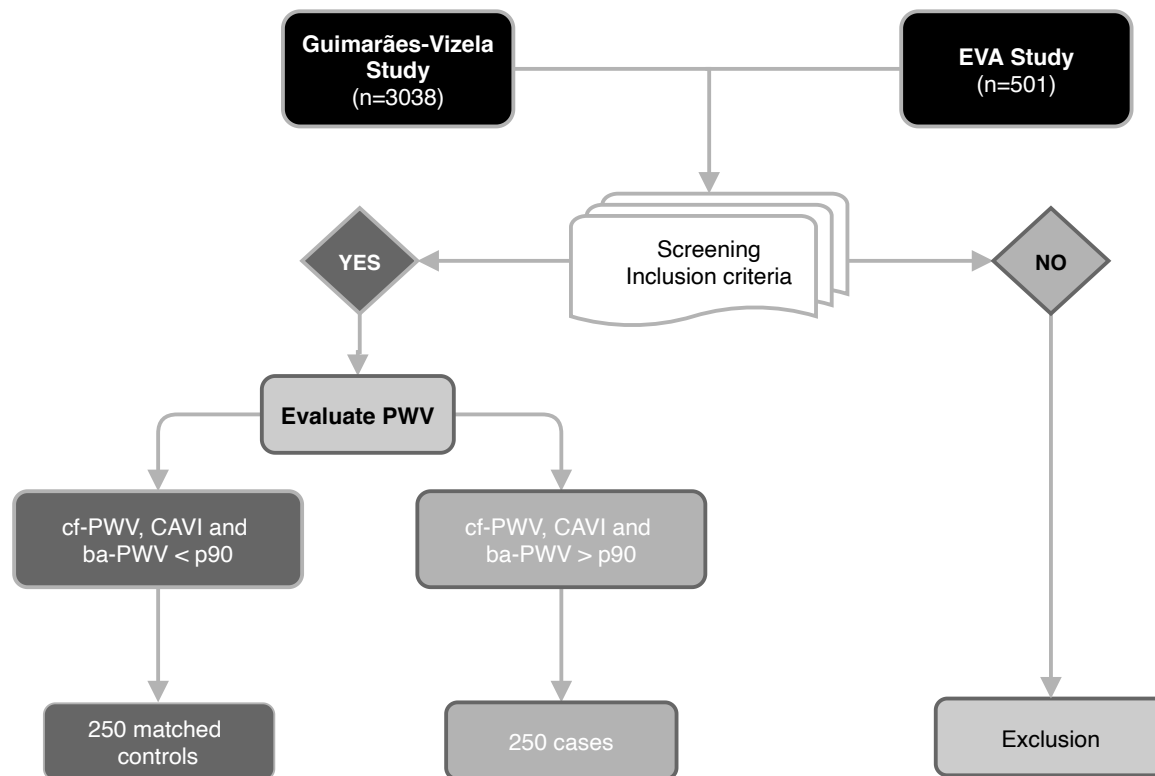 Guimarães-Vizela
Study
(n=3038)
EVA Study
(n=501)
Screening
Inclusion criteria
YES
NO
Evaluate PWV
cf-PWV, CAVI and
ba-PWV < p90
cf-PWV, CAVI and
ba-PWV > p90
250 matched
controls
250 cases
Exclusion